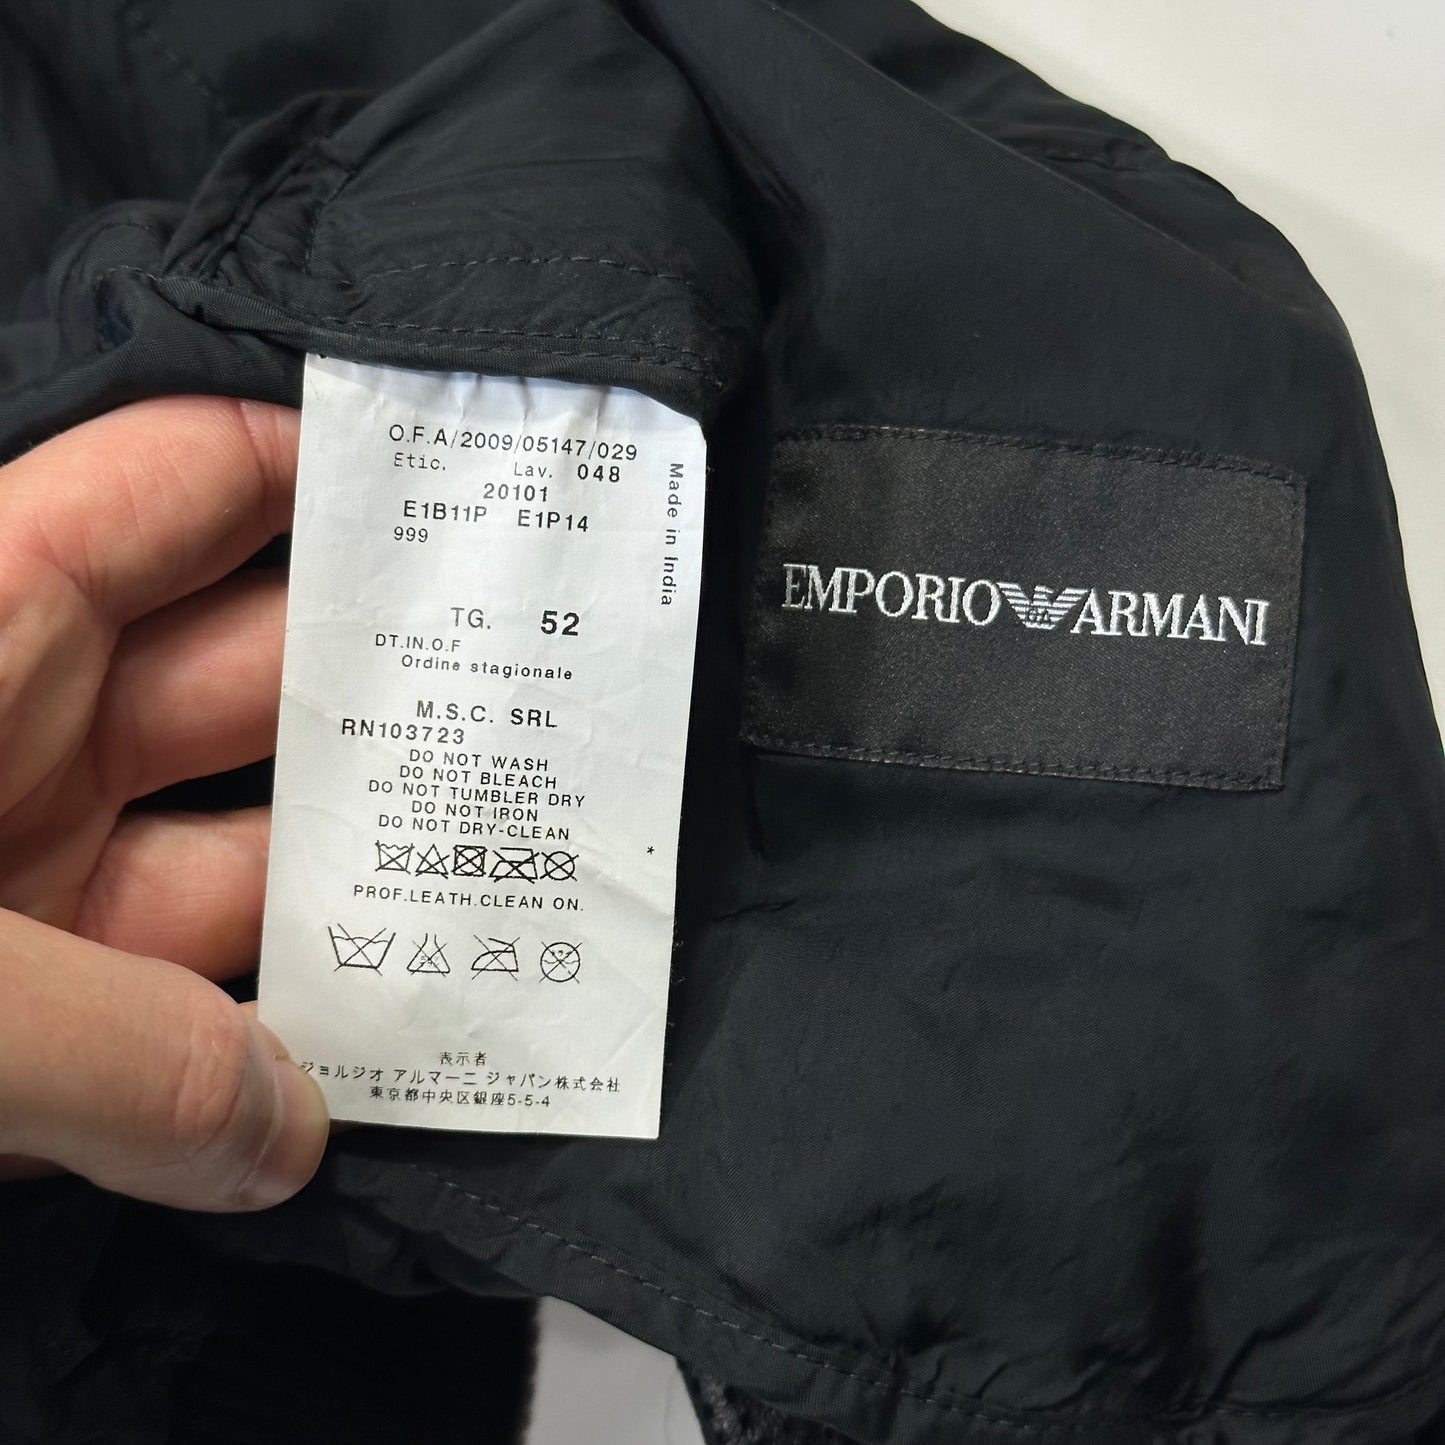 O.F.A/2009/05147/029
Etic. Lav. 048
20101
E1B11P E1P14
999
Made in India
TG. 52
DT.IN.O.F
Ordine stagionale
M.S.C. SRL
RN103723
DO NOT WASH
DO NOT BLEACH
DO NOT TUMBLER DRY
DO NOT IRON
DO NOT DRY-CLEAN
*
PROF.LEATH.CLEAN ON.
表示者
ジョルジオ アルマーニ ジャパン株式会社
東京都中央区銀座5-5-4
EMPORIO ARMANI